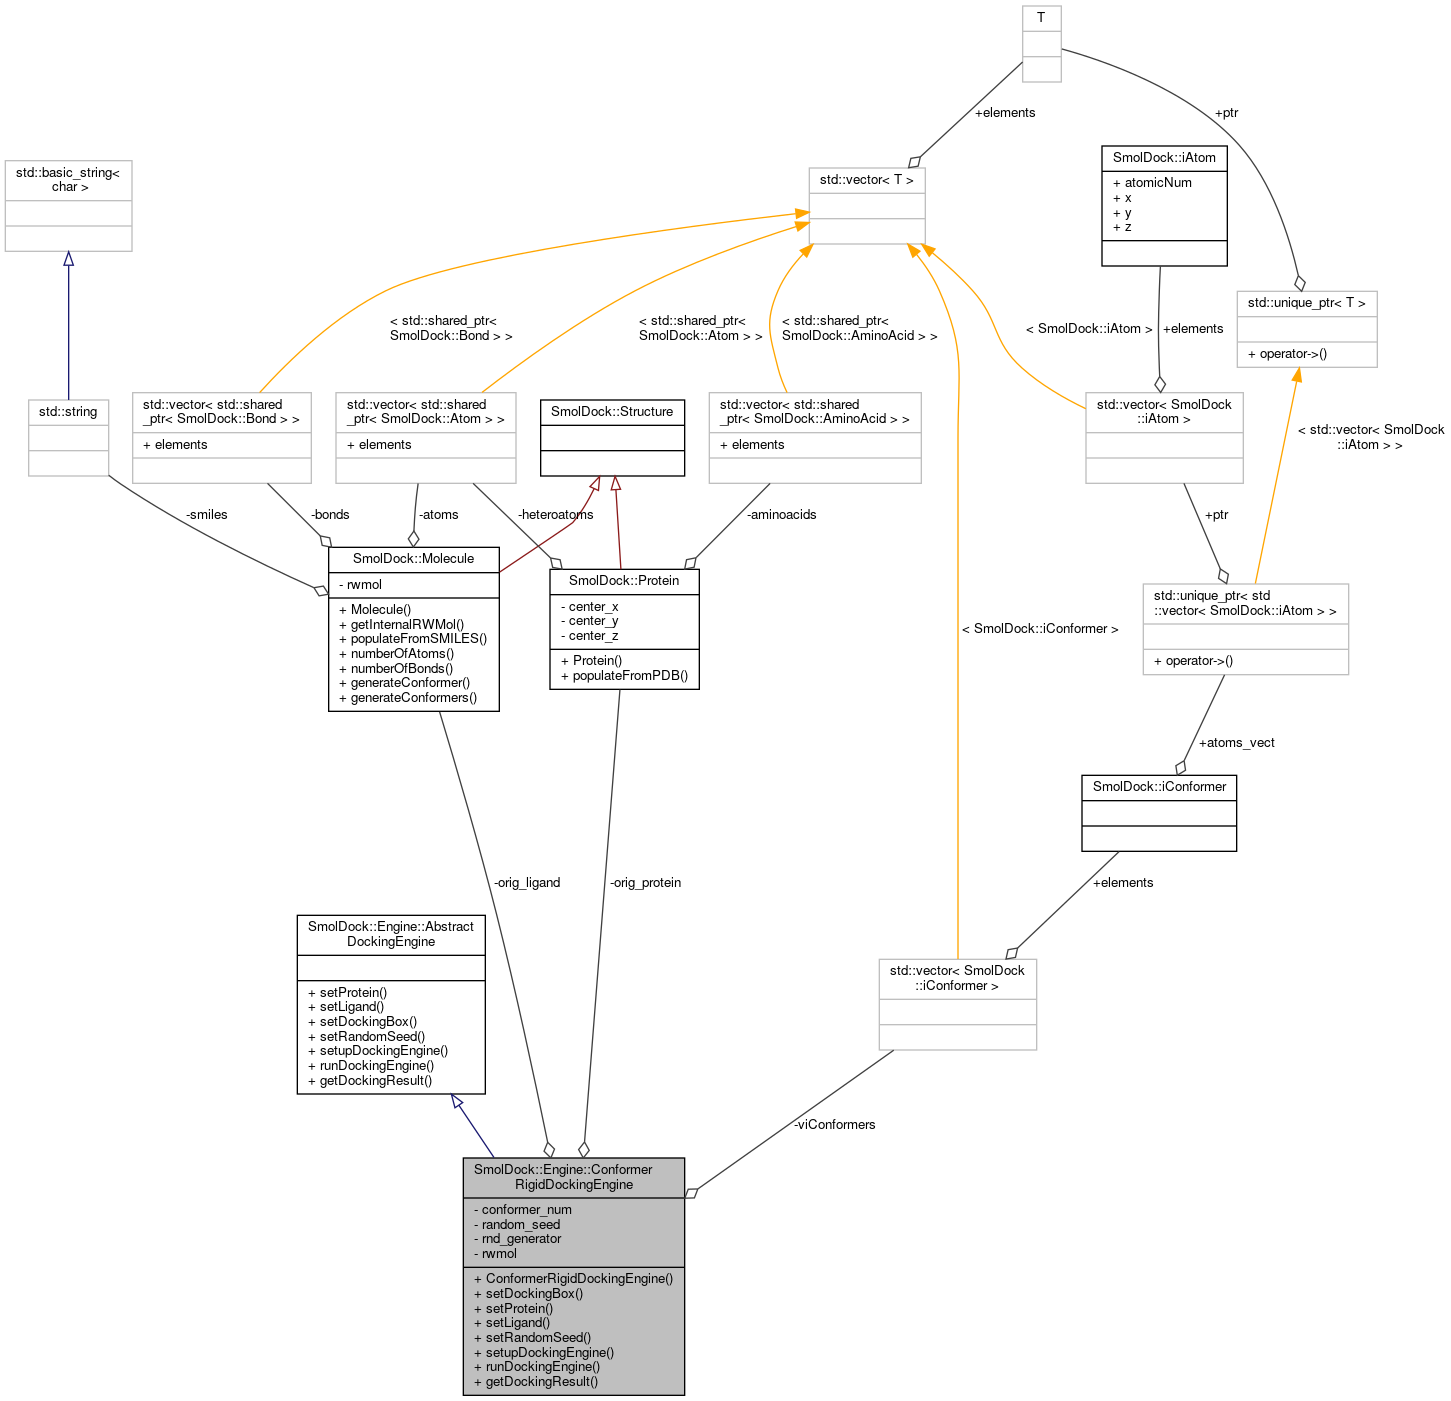 T
+elements
+ptr
std::basic_string<
char >
std::vector< T >
SmolDock::iAtom
+ atomicNum
+ x
+ y
+ z
std::unique_ptr< T >
+ operator->()
< std::shared_ptr<
SmolDock::Bond > >
< std::shared_ptr<
SmolDock::Atom > >
< std::shared_ptr<
SmolDock::AminoAcid > >
< SmolDock::iAtom >
+elements
std::string
std::vector< std::shared
_ptr< SmolDock::Bond > >
+ elements
std::vector< std::shared
_ptr< SmolDock::Atom > >
+ elements
SmolDock::Structure
std::vector< std::shared
_ptr< SmolDock::AminoAcid > >
+ elements
std::vector< SmolDock
::iAtom >
< std::vector< SmolDock
::iAtom > >
-smiles
-bonds
-atoms
-heteroatoms
-aminoacids
+ptr
SmolDock::Molecule
- rwmol
+ Molecule()
+ getInternalRWMol()
+ populateFromSMILES()
+ numberOfAtoms()
+ numberOfBonds()
+ generateConformer()
+ generateConformers()
SmolDock::Protein
- center_x
- center_y
- center_z
+ Protein()
+ populateFromPDB()
< SmolDock::iConformer >
std::unique_ptr< std
::vector< SmolDock::iAtom > >
+ operator->()
+atoms_vect
SmolDock::iConformer
-orig_ligand
-orig_protein
+elements
SmolDock::Engine::Abstract
DockingEngine
+ setProtein()
+ setLigand()
+ setDockingBox()
+ setRandomSeed()
+ setupDockingEngine()
+ runDockingEngine()
+ getDockingResult()
std::vector< SmolDock
::iConformer >
-viConformers
SmolDock::Engine::Conformer
RigidDockingEngine
- conformer_num
- random_seed
- rnd_generator
- rwmol
+ ConformerRigidDockingEngine()
+ setDockingBox()
+ setProtein()
+ setLigand()
+ setRandomSeed()
+ setupDockingEngine()
+ runDockingEngine()
+ getDockingResult()